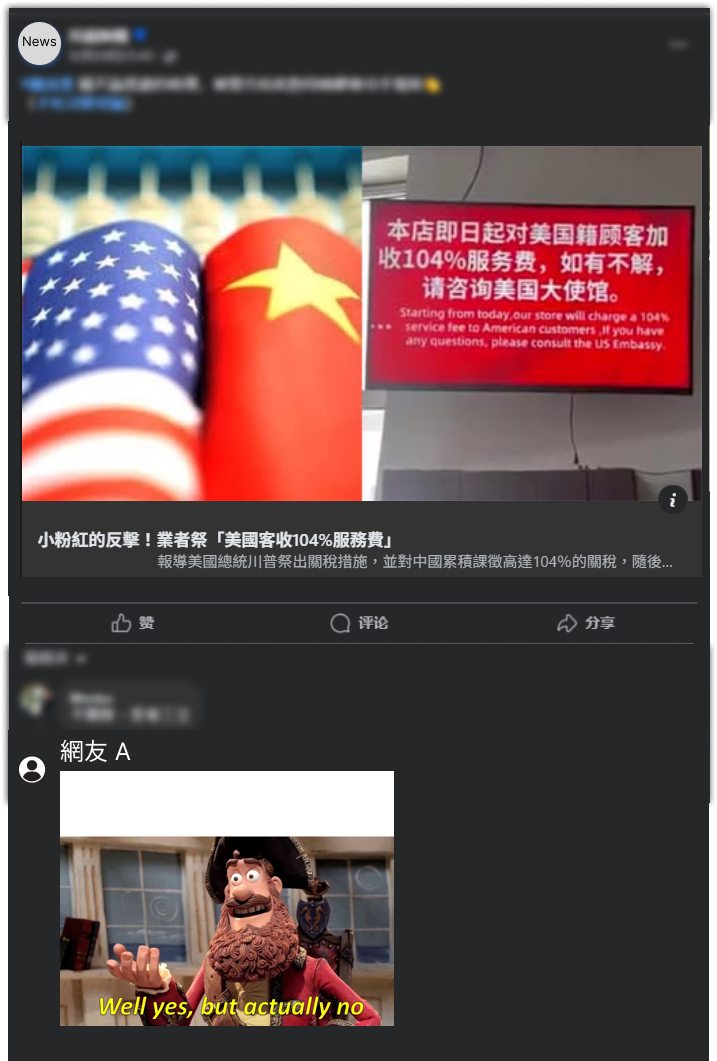 News
本店即日起对美国籍顾客加
收104%服务费，如有不解，
请咨询美国大使馆。
Starting from today,our store will charge a 104%
service fee to American customers ,If you have
any questions, please consult the US Embassy.
小粉紅的反擊！業者祭「美國客收104%服務費」
報導美國總統川普祭出關稅措施，並對中國累積課徵高達104%的關稅，隨後...
赞
评论
分享
網友 A
Well yes, but actually no